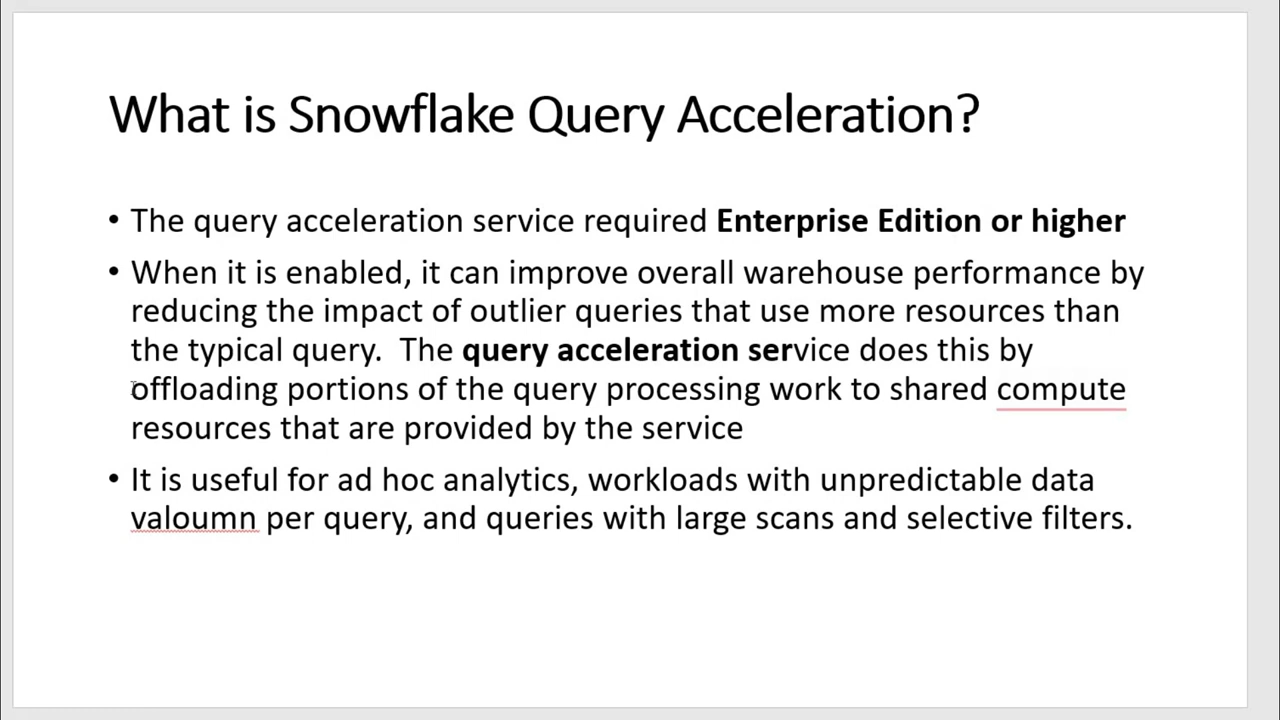 What is Snowflake Query Acceleration?
• The query acceleration service required Enterprise Edition or higher
• When it is enabled, it can improve overall warehouse performance by
reducing the impact of outlier queries that use more resources than
the typical query.  The query acceleration service does this by
offloading portions of the query processing work to shared compute
resources that are provided by the service
• It is useful for ad hoc analytics, workloads with unpredictable data
valoumn per query, and queries with large scans and selective filters.